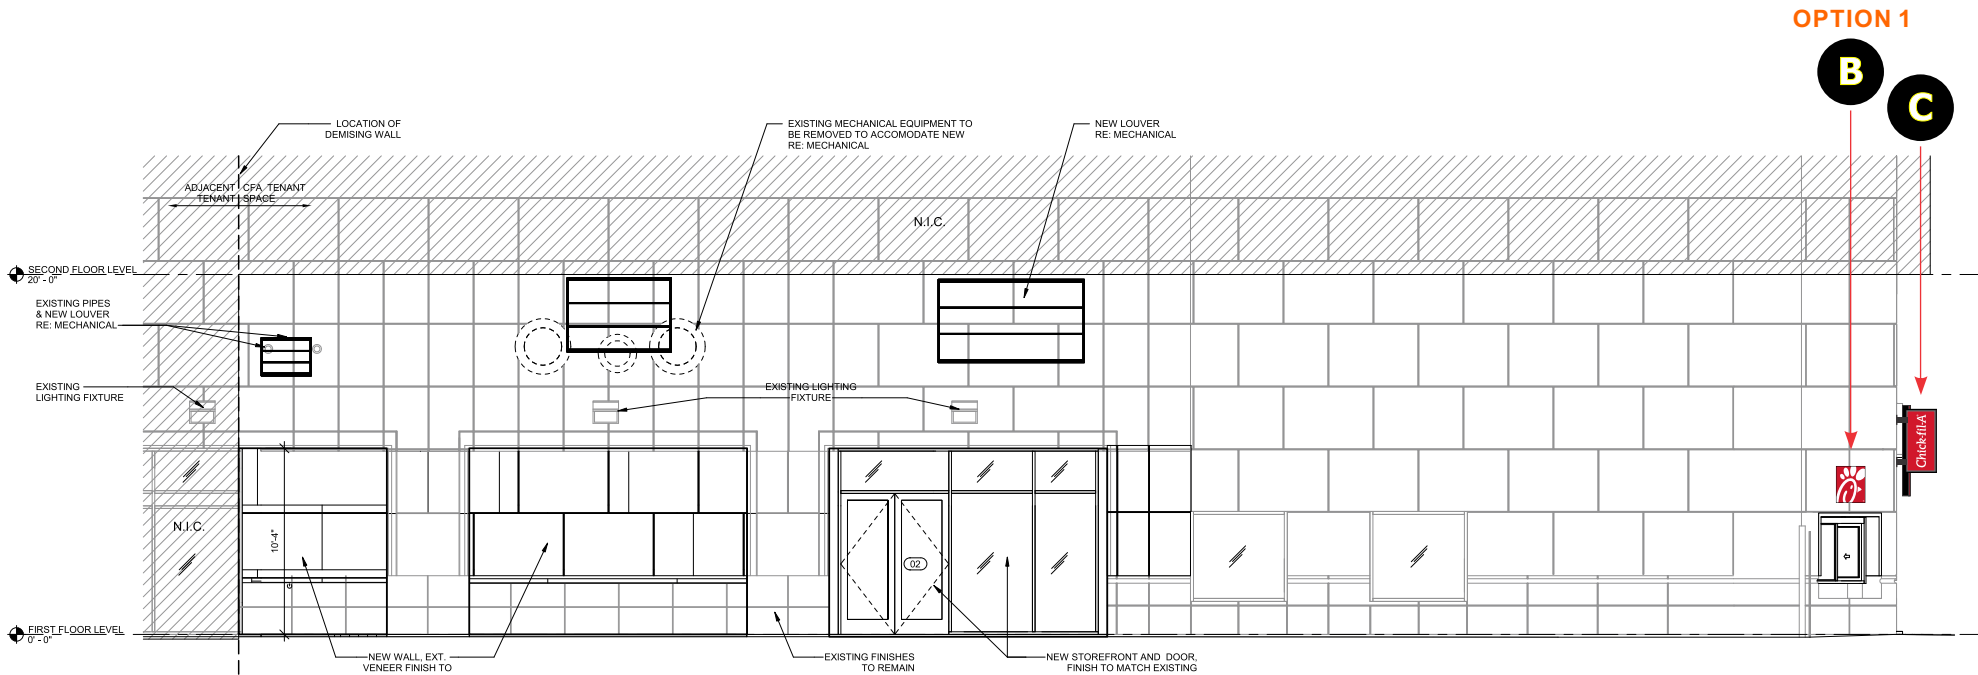 OPTION 1
B
C
LOCATION OF
DEMISING WALL
EXISTING MECHANICAL EQUIPMENT TO
BE REMOVED TO ACCOMODATE NEW
RE: MECHANICAL
NEW LOUVER
RE: MECHANICAL
ADJACENT CFA TENANT
TENANT SPACE
N.I.C.
SECOND FLOOR LEVEL
20' - 0"
EXISTING PIPES
& NEW LOUVER
RE: MECHANICAL
EXISTING
LIGHTING FIXTURE
EXISTING LIGHTING
FIXTURE
Chick-fil-A
N.I.C.
10'-4"
02
FIRST FLOOR LEVEL
0' - 0"
NEW WALL, EXT.
VENEER FINISH TO
EXISTING FINISHES
TO REMAIN
NEW STOREFRONT AND DOOR,
FINISH TO MATCH EXISTING